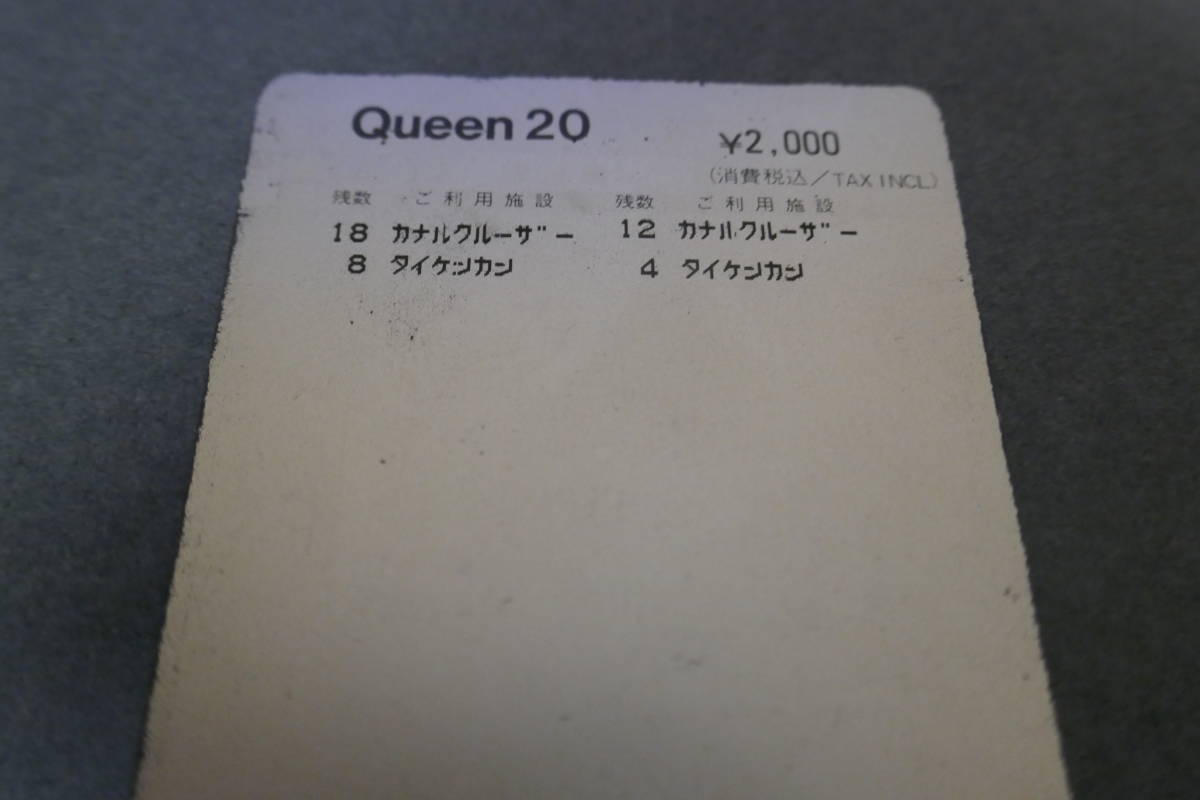 Queen 20
¥2,000
(消費税込/TAX INCL)
残数 ご利用施設 残数 ご利用施設
18 カナルクルーザー 12 カナルクルーザー
8 タイケンカン 4 タイケンカン